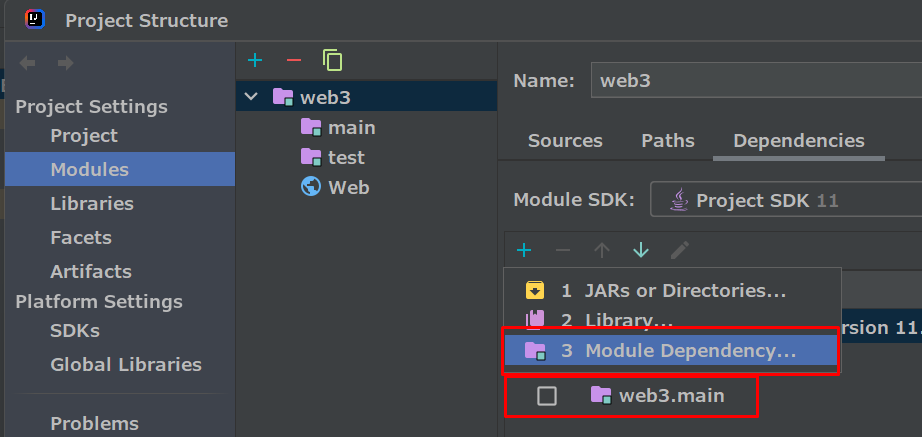 Project Structure
Project Settings
Project
Modules
Libraries
Facets
Artifacts
Platform Settings
SDKs
Global Libraries
Problems
web3
main
test
Web
Name: web3
Sources Paths Dependencies
Module SDK: Project SDK 11
1 JARs or Directories...
2 Library...
rsion 11.
3 Module Dependency...
web3.main